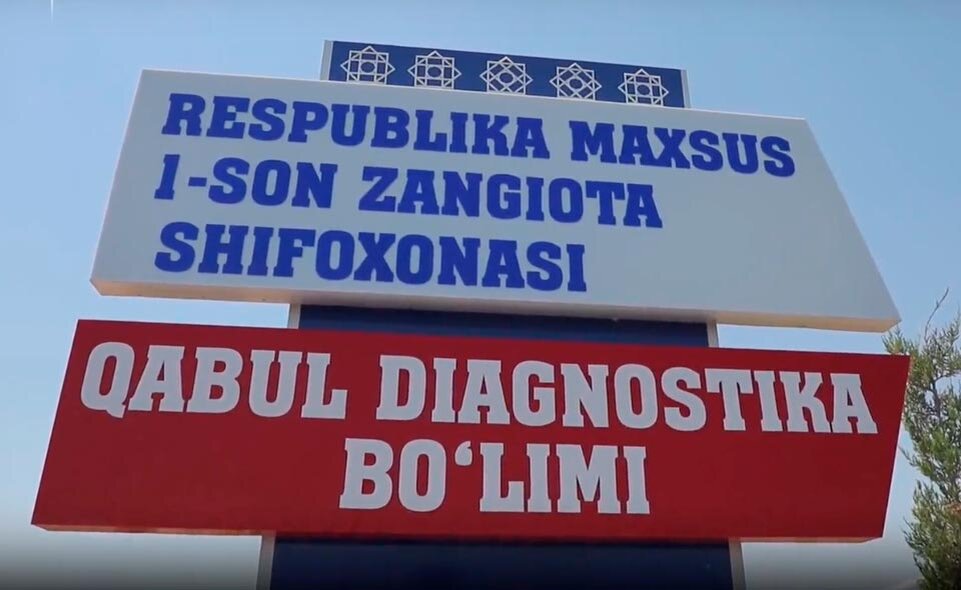 RESPUBLIKA MAXSUS
1-SON ZANGIOTA
SHIFOXONASI
QABUL DIAGNOSTIKA
BO‘LIMI